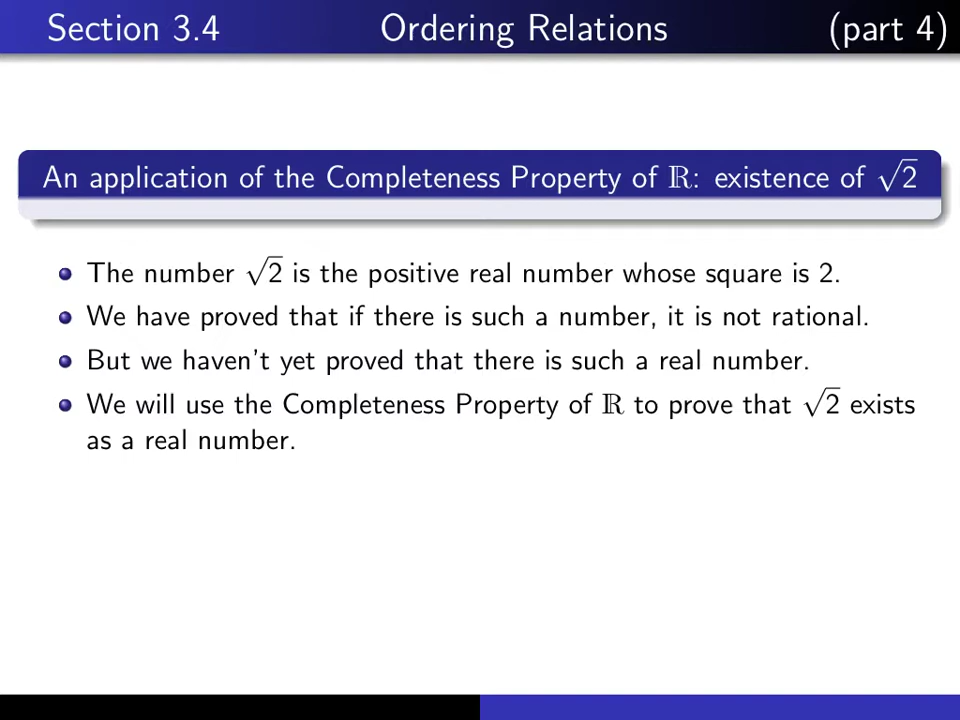 Section 3.4 Ordering Relations (part 4)
An application of the Completeness Property of ℝ: existence of √2
The number √2 is the positive real number whose square is 2.
We have proved that if there is such a number, it is not rational.
But we haven't yet proved that there is such a real number.
We will use the Completeness Property of ℝ to prove that √2 exists
as a real number.